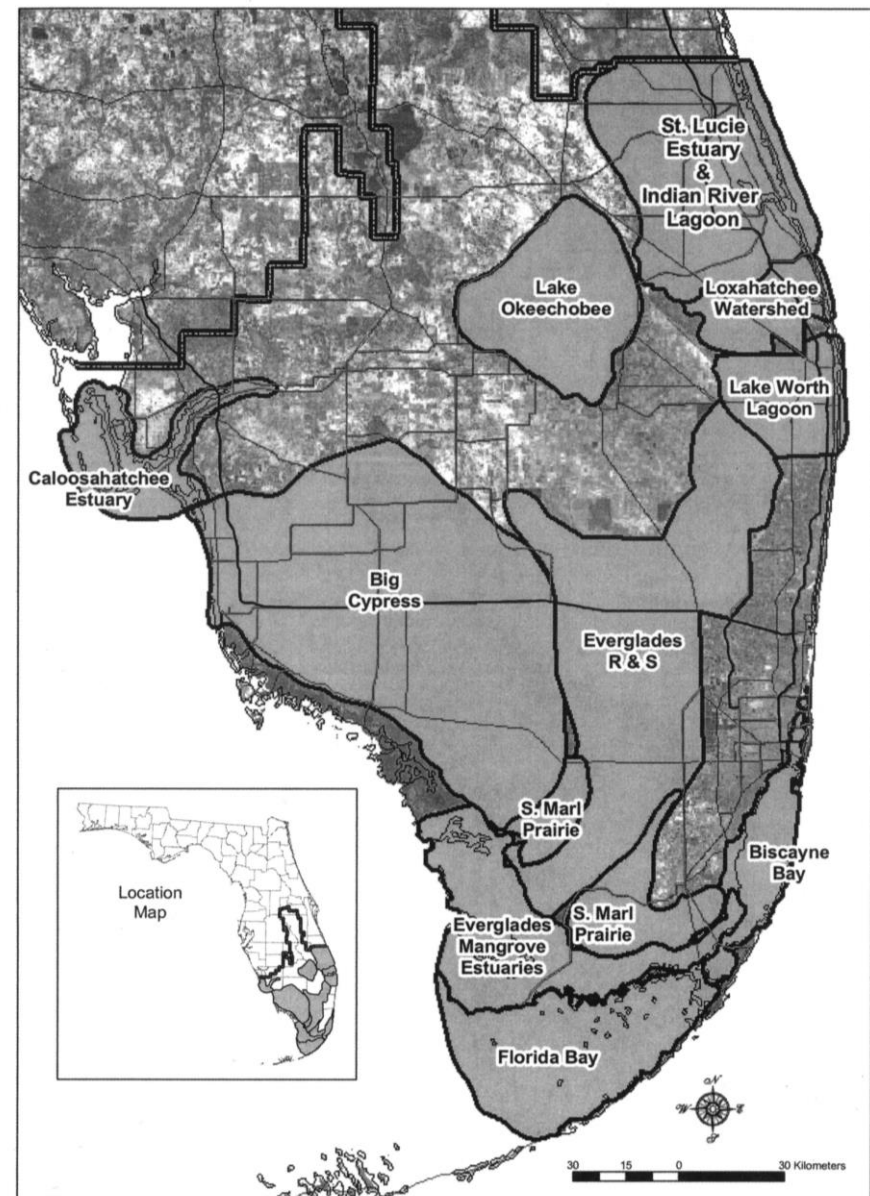 St. Lucie
Estuary
&
Indian River
Lagoon
Lake
Okeechobee
Loxahatchee
Watershed
Lake Worth
Lagoon
Caloosahatchee
Estuary
Big
Cypress
Everglades
R & S
S. Marl
Prairie
Biscayne
Bay
Location
Map
S. Marl
Prairie
Everglades
Mangrove
Estuaries
Florida Bay
N
W
E
S
30 15 0 30 Kilometers